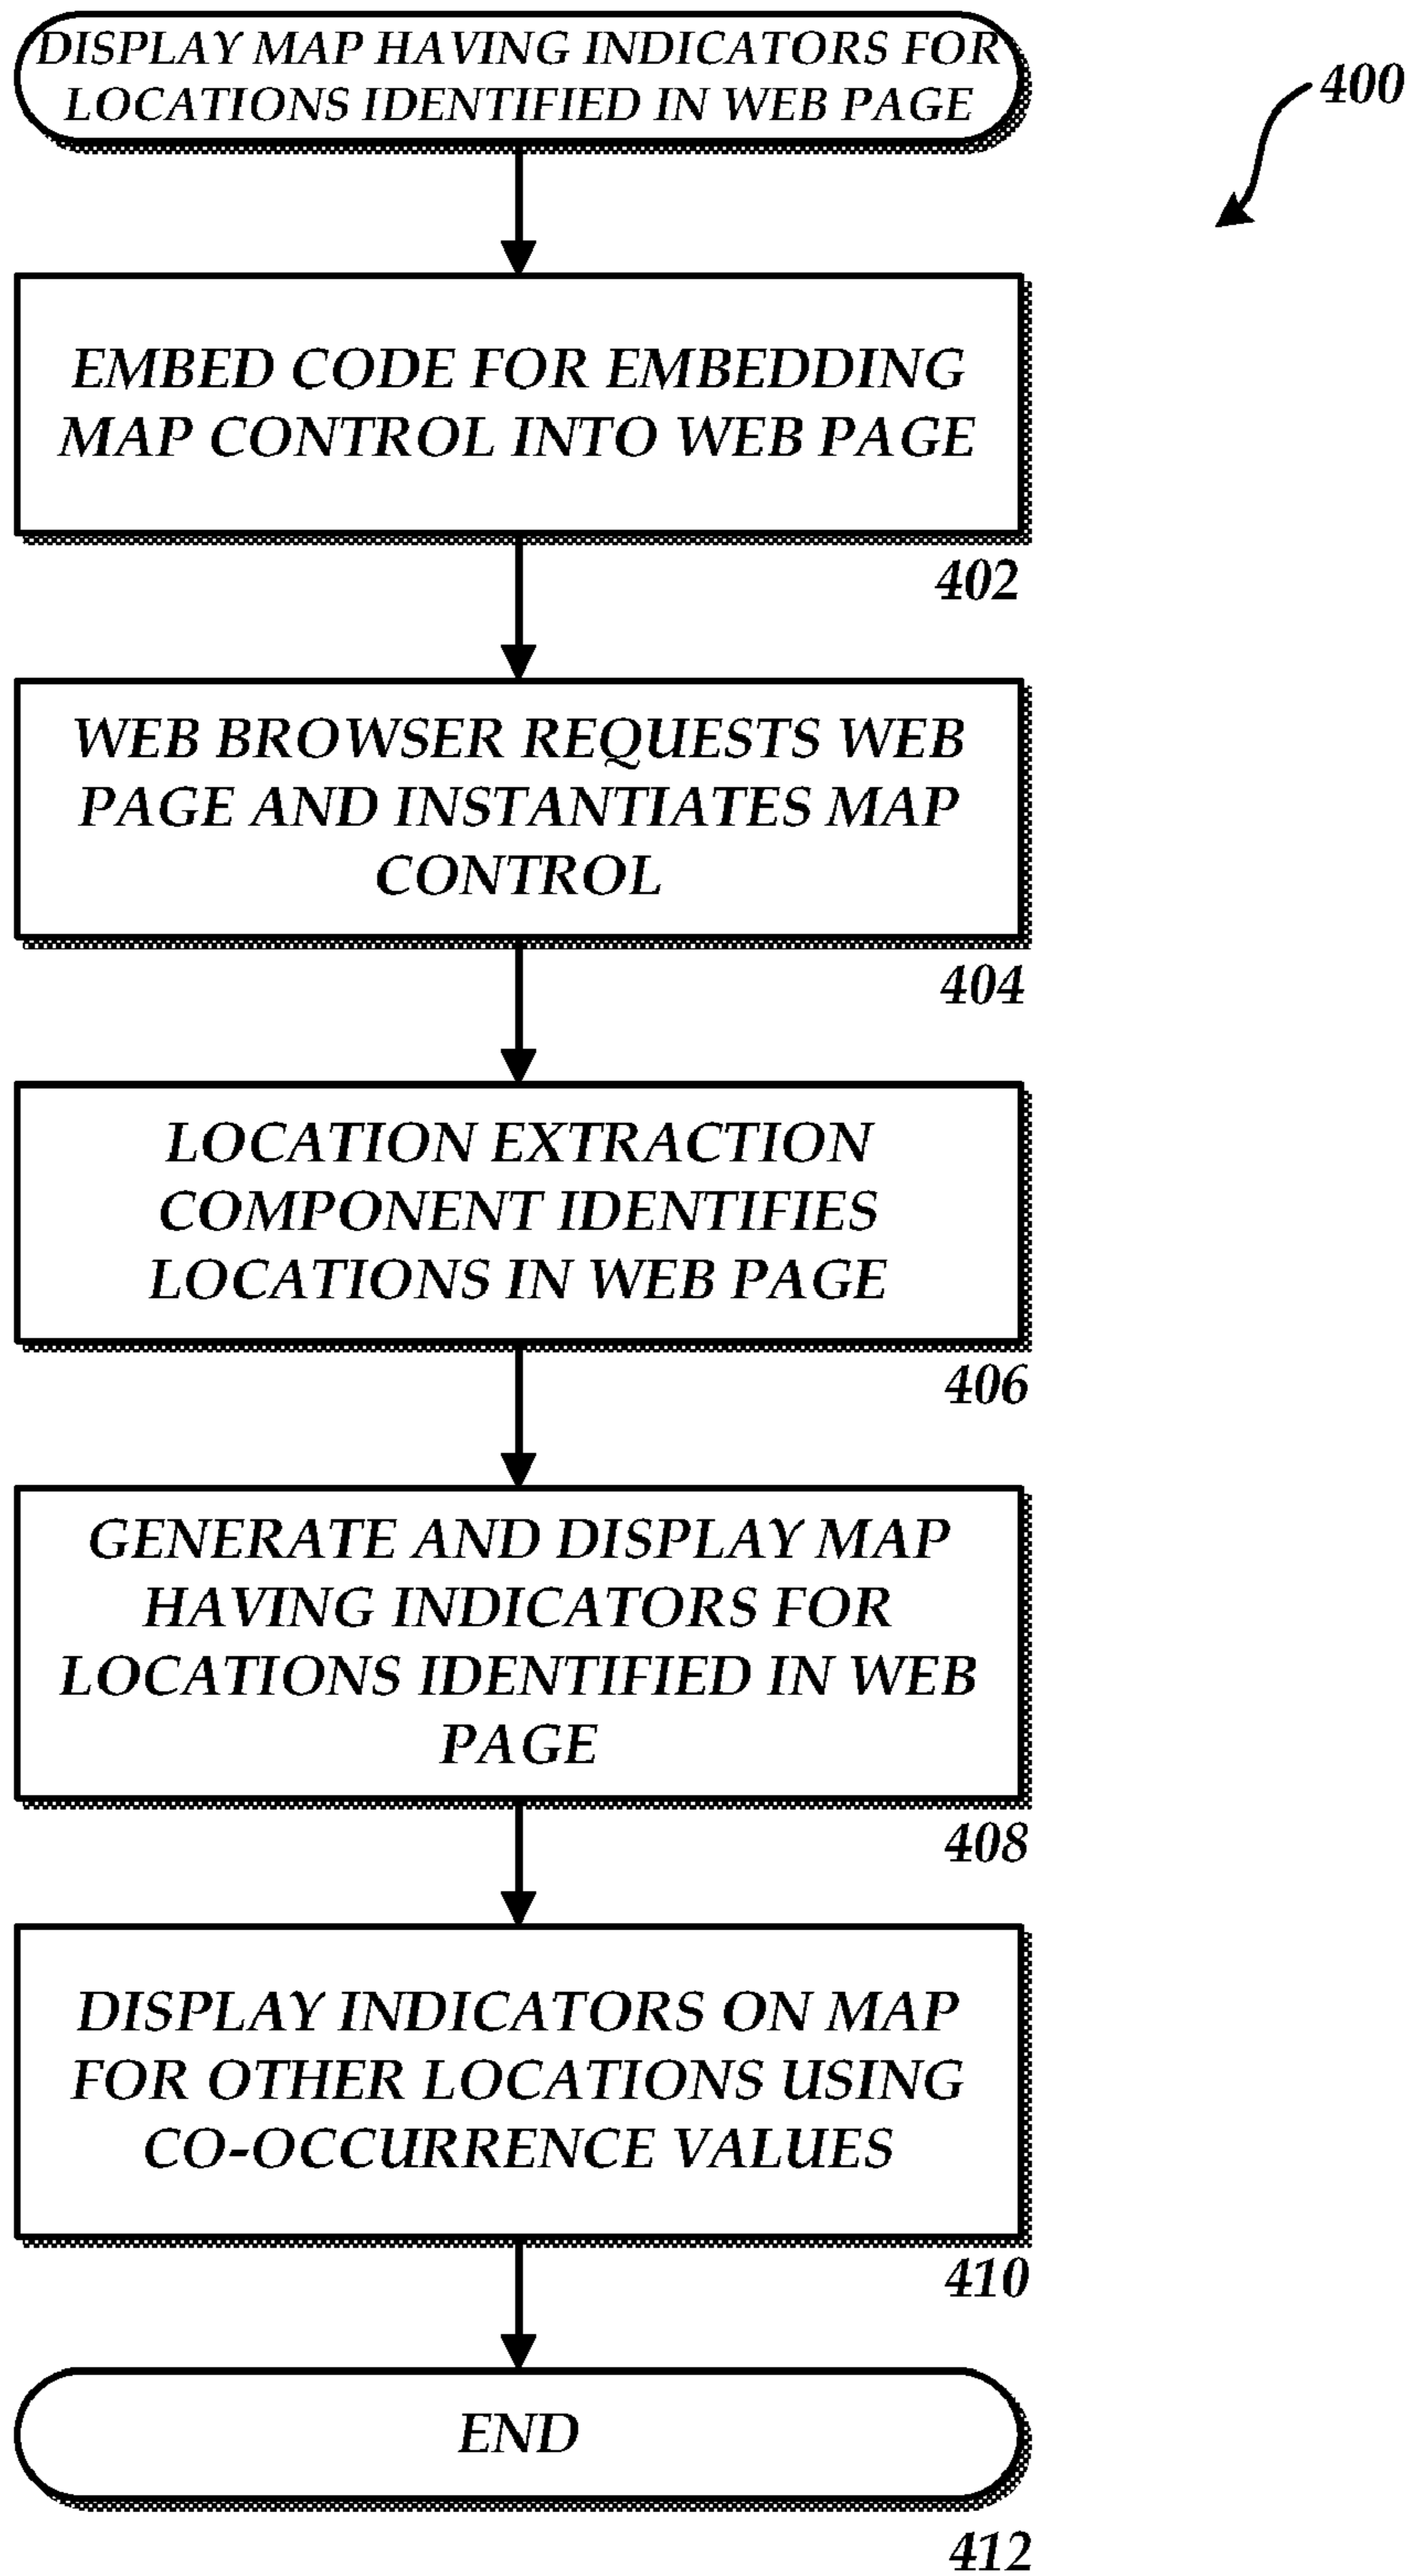 DISPLAY MAP HAVING INDICATORS FOR
LOCATIONS IDENTIFIED IN WEB PAGE
400
EMBED CODE FOR EMBEDDING
MAP CONTROL INTO WEB PAGE
402
WEB BROWSER REQUESTS WEB
PAGE AND INSTANTIATES MAP
CONTROL
404
LOCATION EXTRACTION
COMPONENT IDENTIFIES
LOCATIONS IN WEB PAGE
406
GENERATE AND DISPLAY MAP
HAVING INDICATORS FOR
LOCATIONS IDENTIFIED IN WEB
PAGE
408
DISPLAY INDICATORS ON MAP
FOR OTHER LOCATIONS USING
CO-OCCURRENCE VALUES
410
END
412